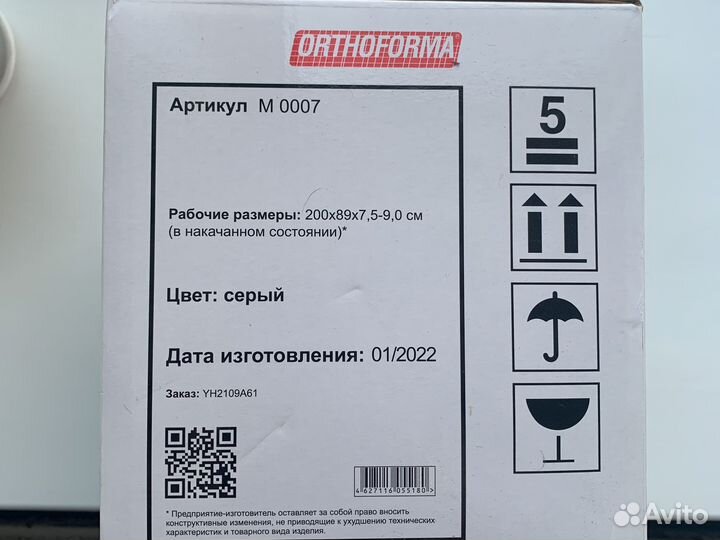 ORTHOFORMA
Артикул М 0007
5
Рабочие размеры: 200х89х7,5-9,0 см
(в накачанном состоянии)*
Цвет: серый
Дата изготовления: 01/2022
Заказ: YH2109A61
4627116055180>
* Предприятие-изготовитель оставляет за собой право вносить
конструктивные изменения, не приводящие к ухудшению технических
характеристик и товарного вида изделия.
Avito